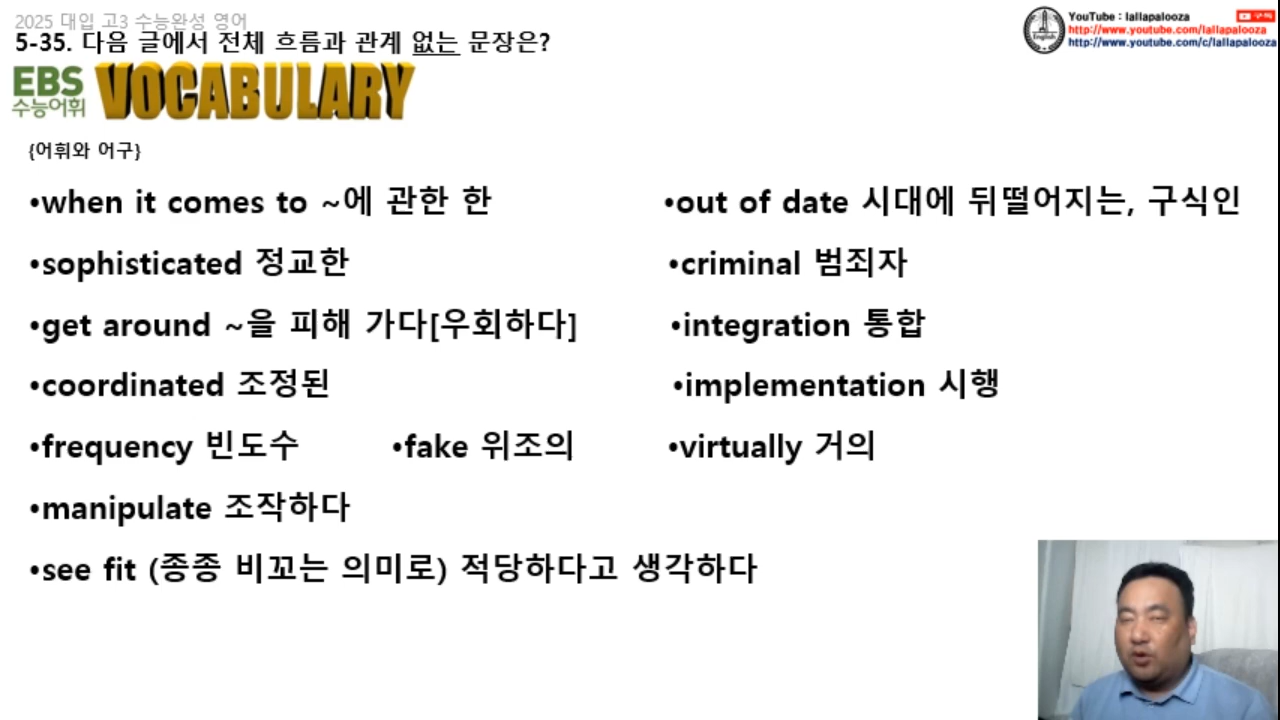 2025 대입 고3 수능완성 영어
5-35. 다음 글에서 전체 흐름과 관계 없는 문장은?
YouTube : lallapalooza
구독
http://www.youtube.com/lallapalooza
http://www.youtube.com/c/lallapalooza
English
EBS
수능어휘
VOCABULARY
{어휘와 어구}
•when it comes to ~에 관한 한
•out of date 시대에 뒤떨어지는, 구식인
•sophisticated 정교한
•criminal 범죄자
•get around ~을 피해 가다[우회하다]
•integration 통합
•coordinated 조정된
•implementation 시행
•frequency 빈도수 •fake 위조의
•virtually 거의
•manipulate 조작하다
•see fit (종종 비꼬는 의미로) 적당하다고 생각하다